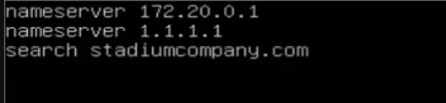 nameserver 172.20.0.1
nameserver 1.1.1.1
search stadiumcompany.com